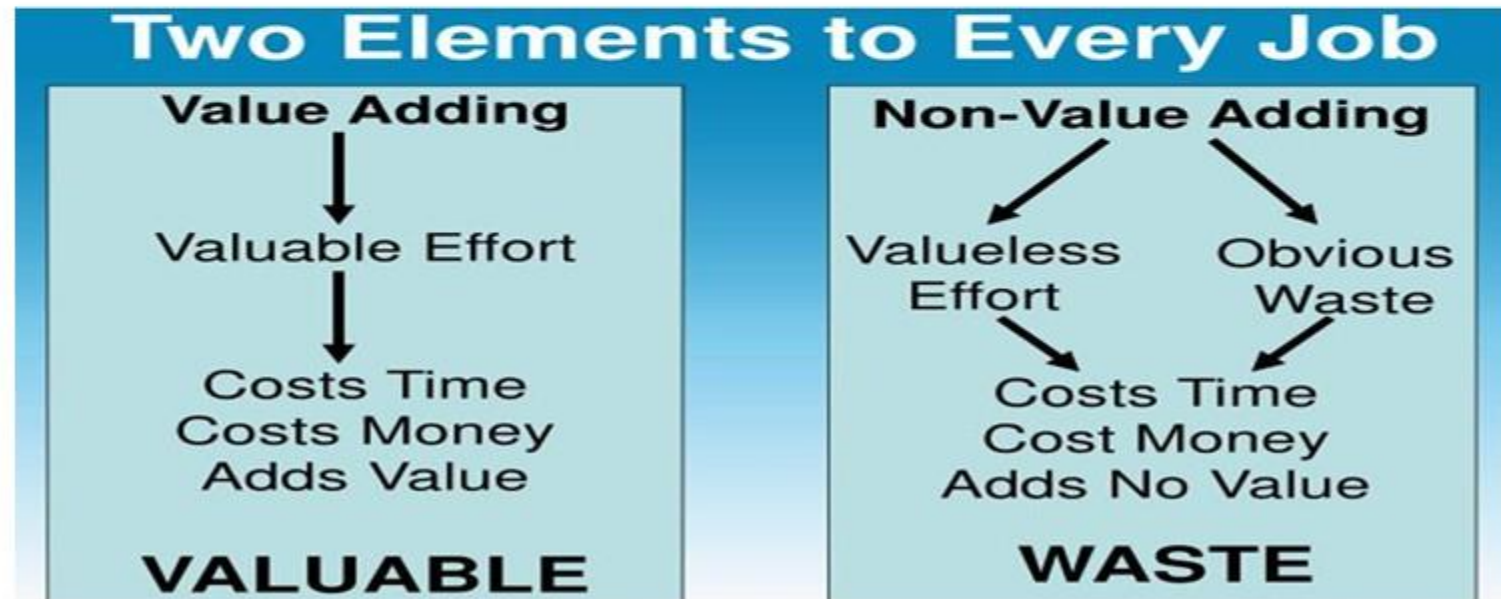 Two Elements to Every Job
Value Adding
Valuable Effort
Costs Time
Costs Money
Adds Value
VALUABLE
Non-Value Adding
Valueless
Effort
Obvious
Waste
Costs Time
Cost Money
Adds No Value
WASTE